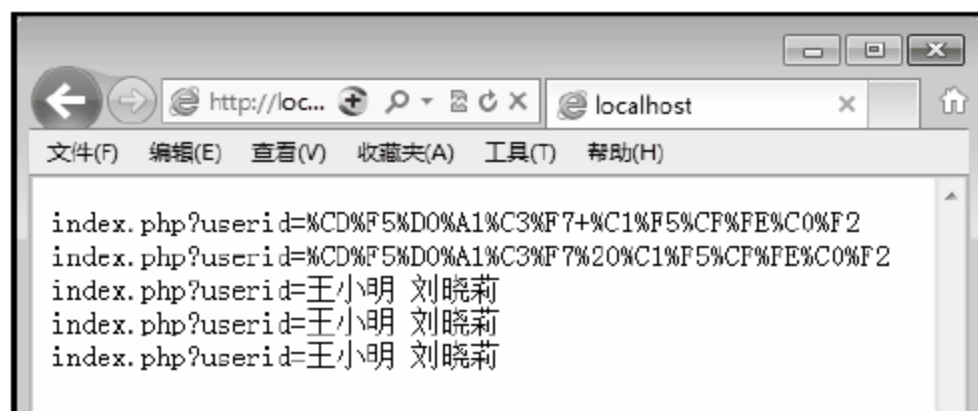 http://loc...
localhost
文件(F) 编辑(E) 查看(V) 收藏夹(A) 工具(T) 帮助(H)
index.php?userid=%CD%F5%D0%A1%C3%F7+%C1%F5%CF%FE%C0%F2
index.php?userid=%CD%F5%D0%A1%C3%F7%20%C1%F5%CF%FE%C0%F2
index.php?userid=王小明 刘晓莉
index.php?userid=王小明 刘晓莉
index.php?userid=王小明 刘晓莉